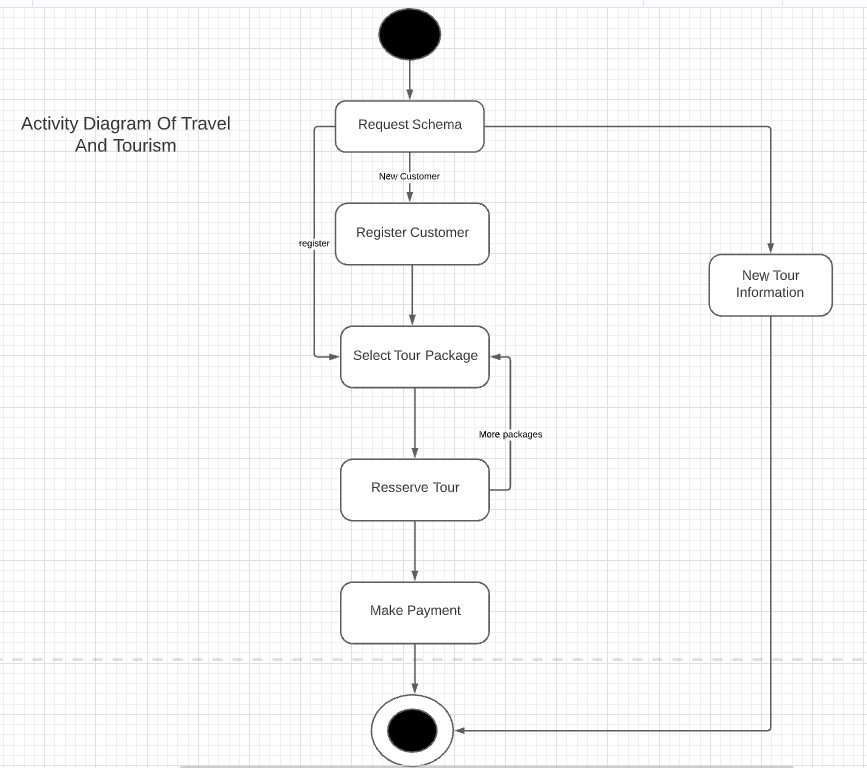 Activity Diagram Of Travel
And Tourism
Request Schema
New Customer
Register Customer
register
New Tour
Information
Select Tour Package
More packages
Resserve Tour
Make Payment